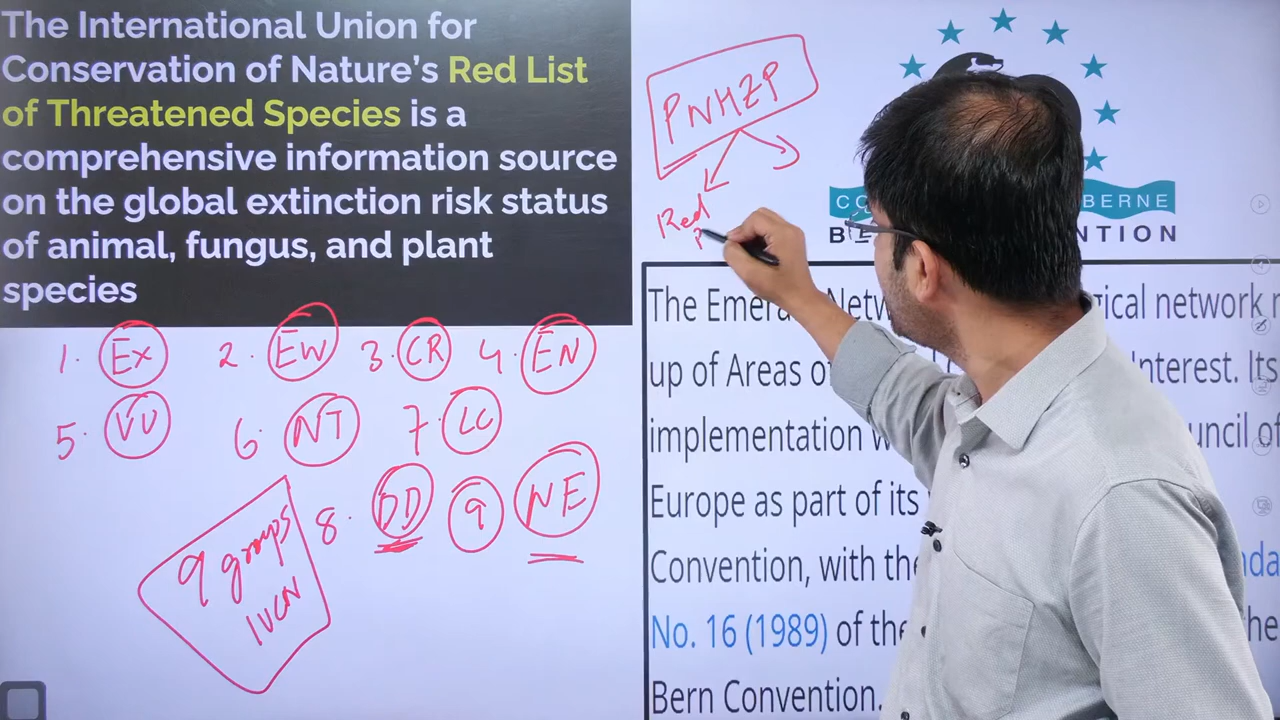 The International Union for
Conservation of Nature's Red List
of Threatened Species is a
comprehensive information source
on the global extinction risk status
of animal, fungus, and plant
species
1. EX 2. EW 3. CR 4. EN
5. VU 6. NT 7. LC
8. DD 9 NE
9 groups
IUCN
PNHZP
Red
P
CO BERNE
B NTION
The Emera Netw gical network
up of Areas o Interest. Its
implementation w uncil of
Europe as part of its
Convention, with the nda
No. 16 (1989) of the he
Bern Convention.